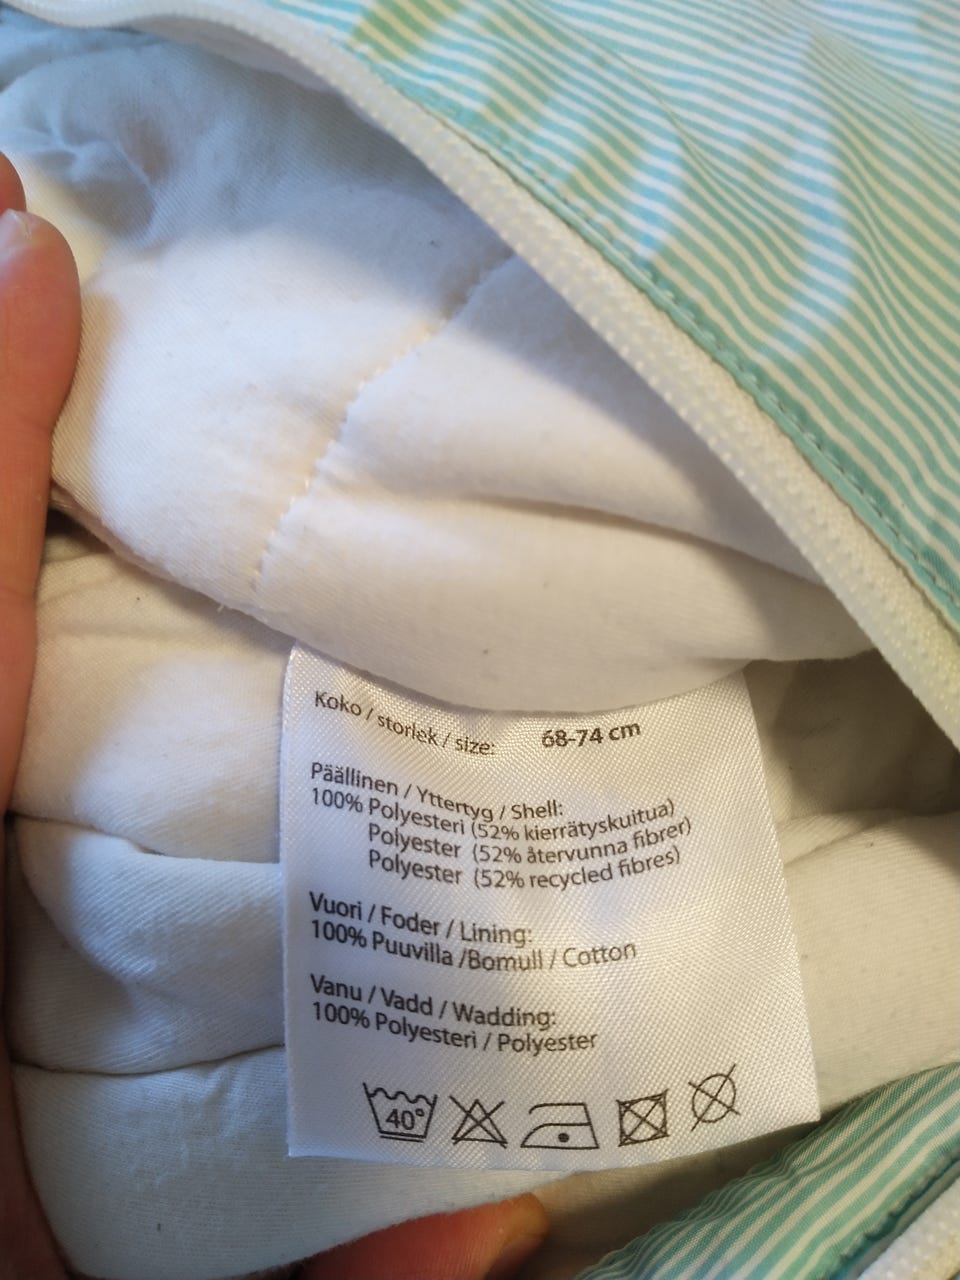 Koko / storlek / size: 68-74 cm
Päällinen / Yttertyg / Shell:
100% Polyesteri (52% kierrätyskuitua)
Polyester (52% återvunna fibrer)
Polyester (52% recycled fibres)
Vuori / Foder / Lining:
100% Puuvilla /Bomull / Cotton
Vanu / Vadd / Wadding:
100% Polyesteri / Polyester
40°